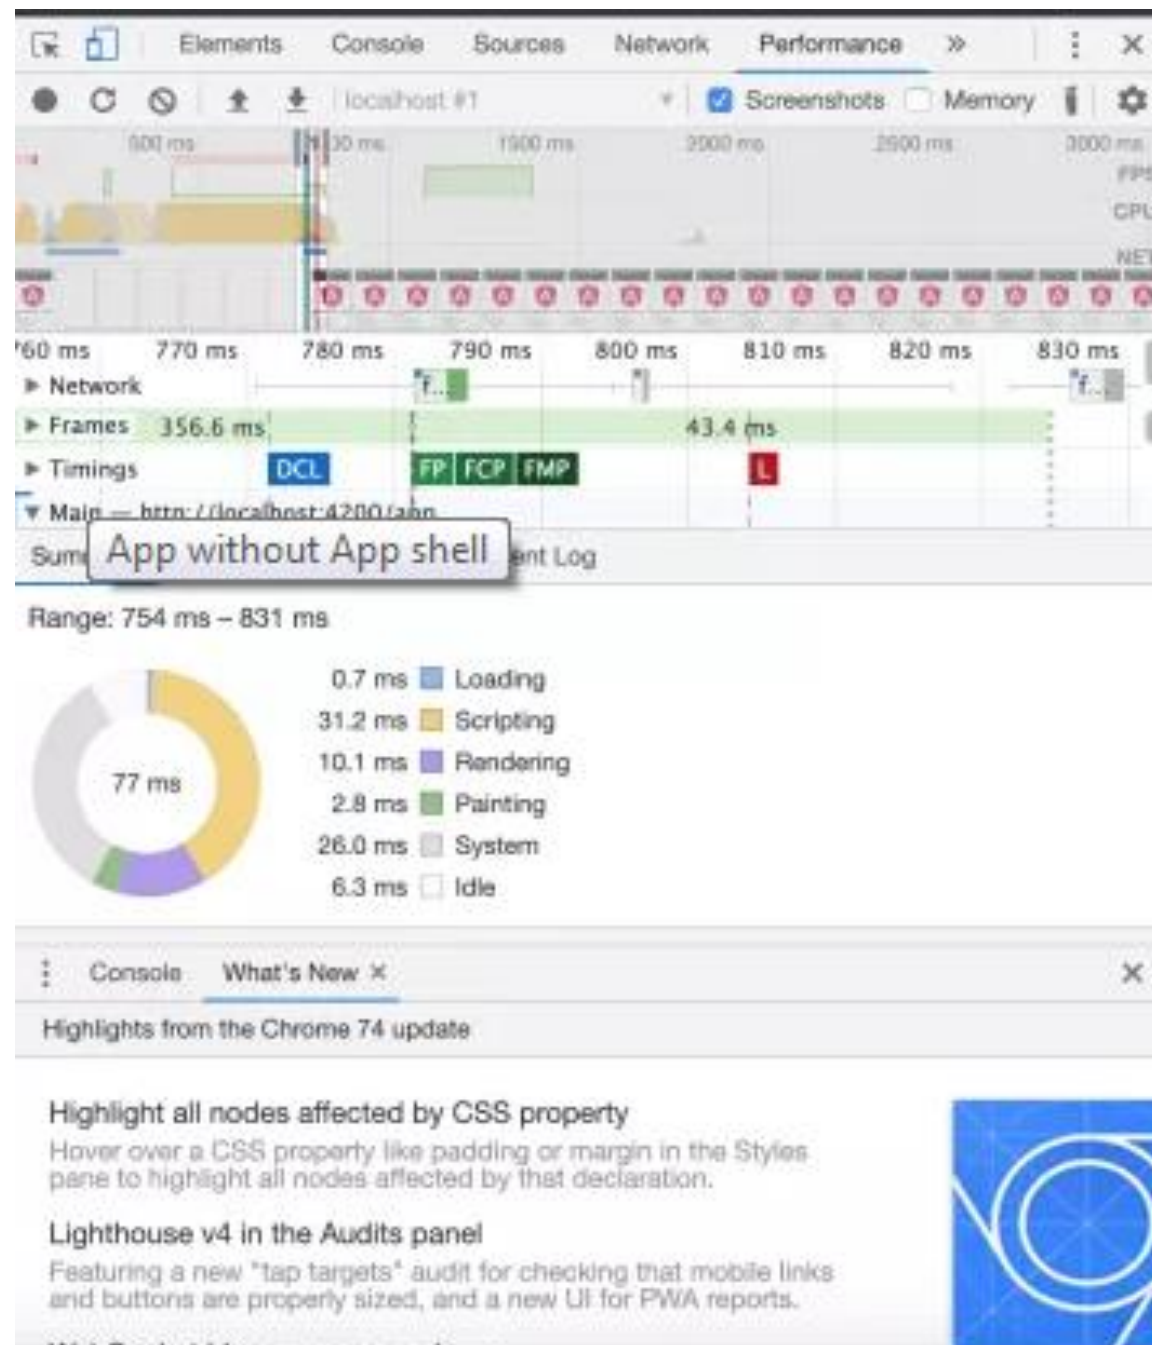 Elements Console Sources Network Performance »
localhost #1 Screenshots Memory
500 ms 1500 ms 2000 ms 2500 ms 3000 ms
FPS
CPU
NET
760 ms 770 ms 780 ms 790 ms 800 ms 810 ms 820 ms 830 ms
Network f... f...
Frames 356.6 ms 43.4 ms
Timings DCL FP FCP FMP L
Main — http://localhost:4200/app
App without App shell ent Log
Range: 754 ms – 831 ms
0.7 ms Loading
31.2 ms Scripting
77 ms 10.1 ms Rendering
2.8 ms Painting
26.0 ms System
6.3 ms Idle
Console What's New ×
Highlights from the Chrome 74 update
Highlight all nodes affected by CSS property
Hover over a CSS property like padding or margin in the Styles
pane to highlight all nodes affected by that declaration.
Lighthouse v4 in the Audits panel
Featuring a new "tap targets" audit for checking that mobile links
and buttons are properly sized, and a new UI for PWA reports.